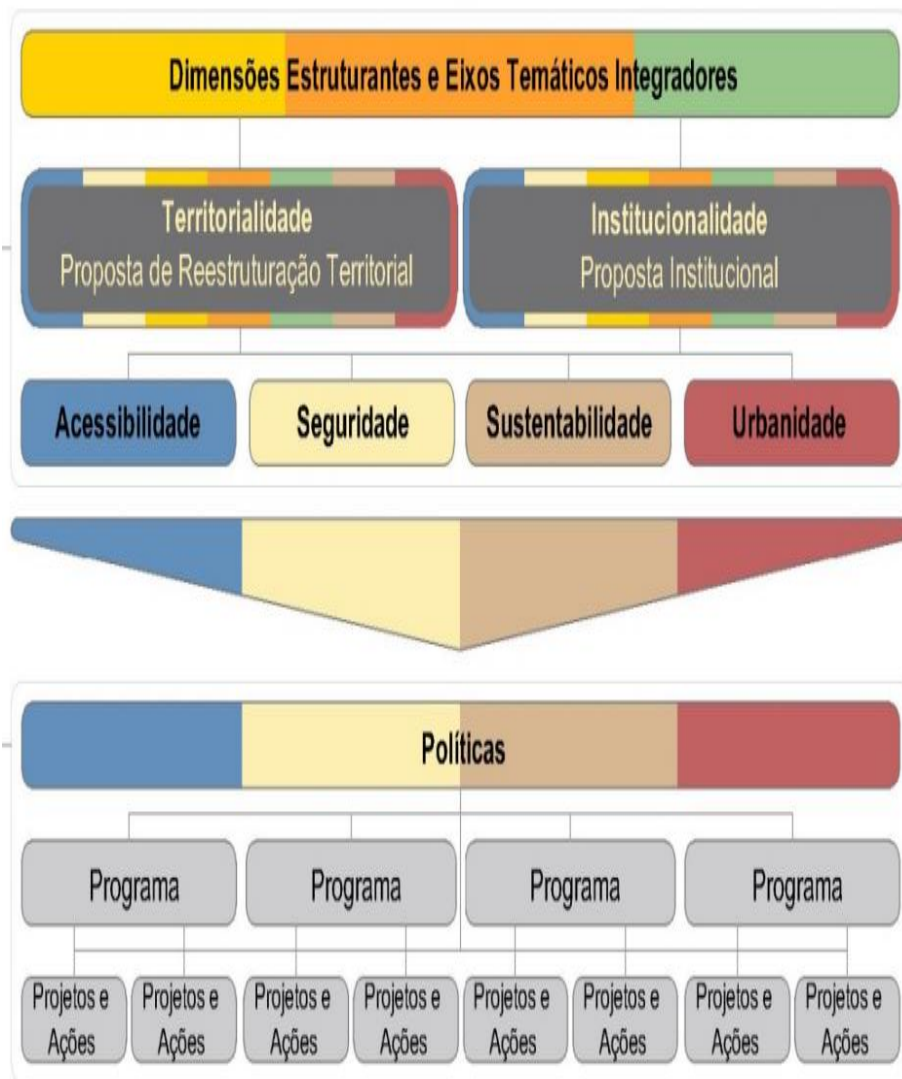 Dimensões Estruturantes e Eixos Temáticos Integradores
Territorialidade
Proposta de Reestruturação Territorial
Institucionalidade
Proposta Institucional
Acessibilidade
Seguridade
Sustentabilidade
Urbanidade
Políticas
Programa
Programa
Programa
Programa
Projetos e
Ações
Projetos e
Ações
Projetos e
Ações
Projetos e
Ações
Projetos e
Ações
Projetos e
Ações
Projetos e
Ações
Projetos e
Ações